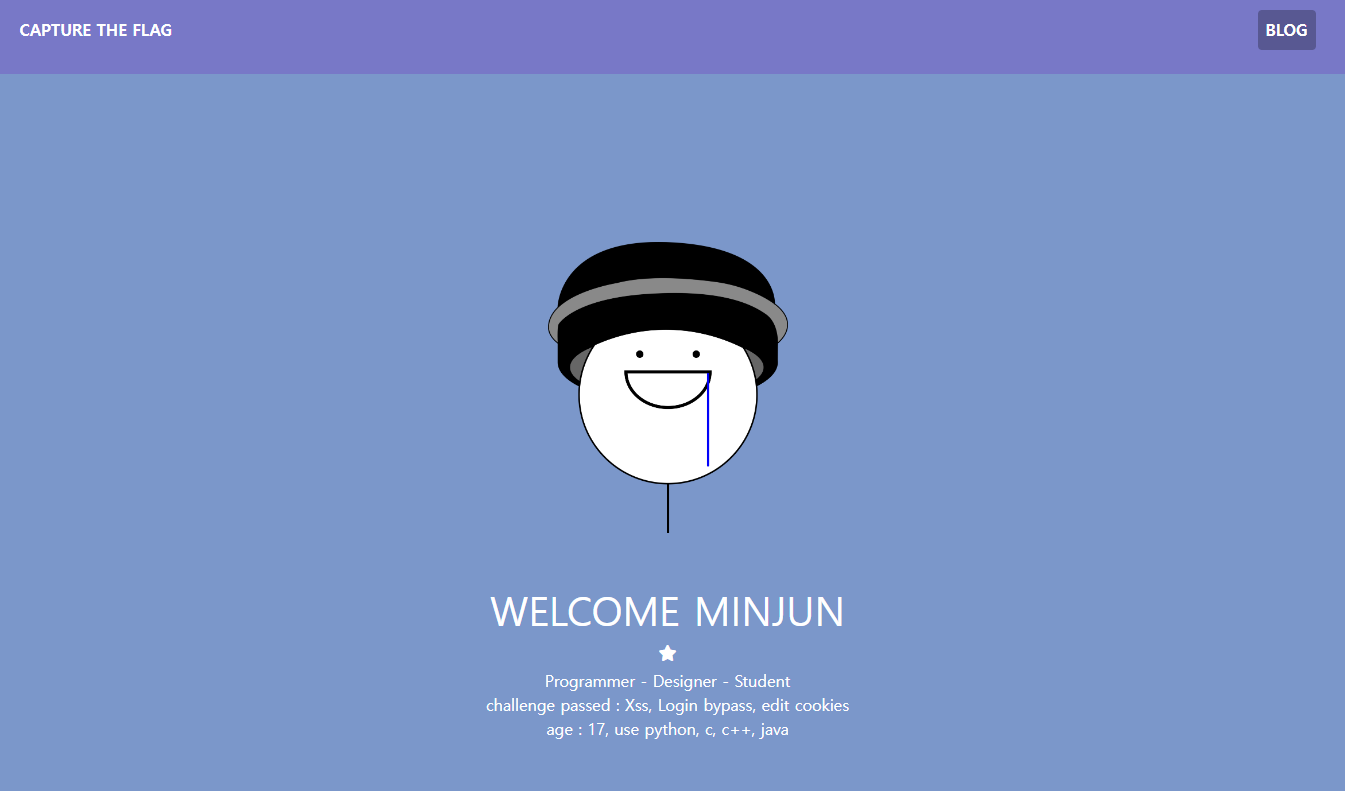 CAPTURE THE FLAG
BLOG
WELCOME MINJUN
Programmer - Designer - Student
challenge passed : Xss, Login bypass, edit cookies
age : 17, use python, c, c++, java